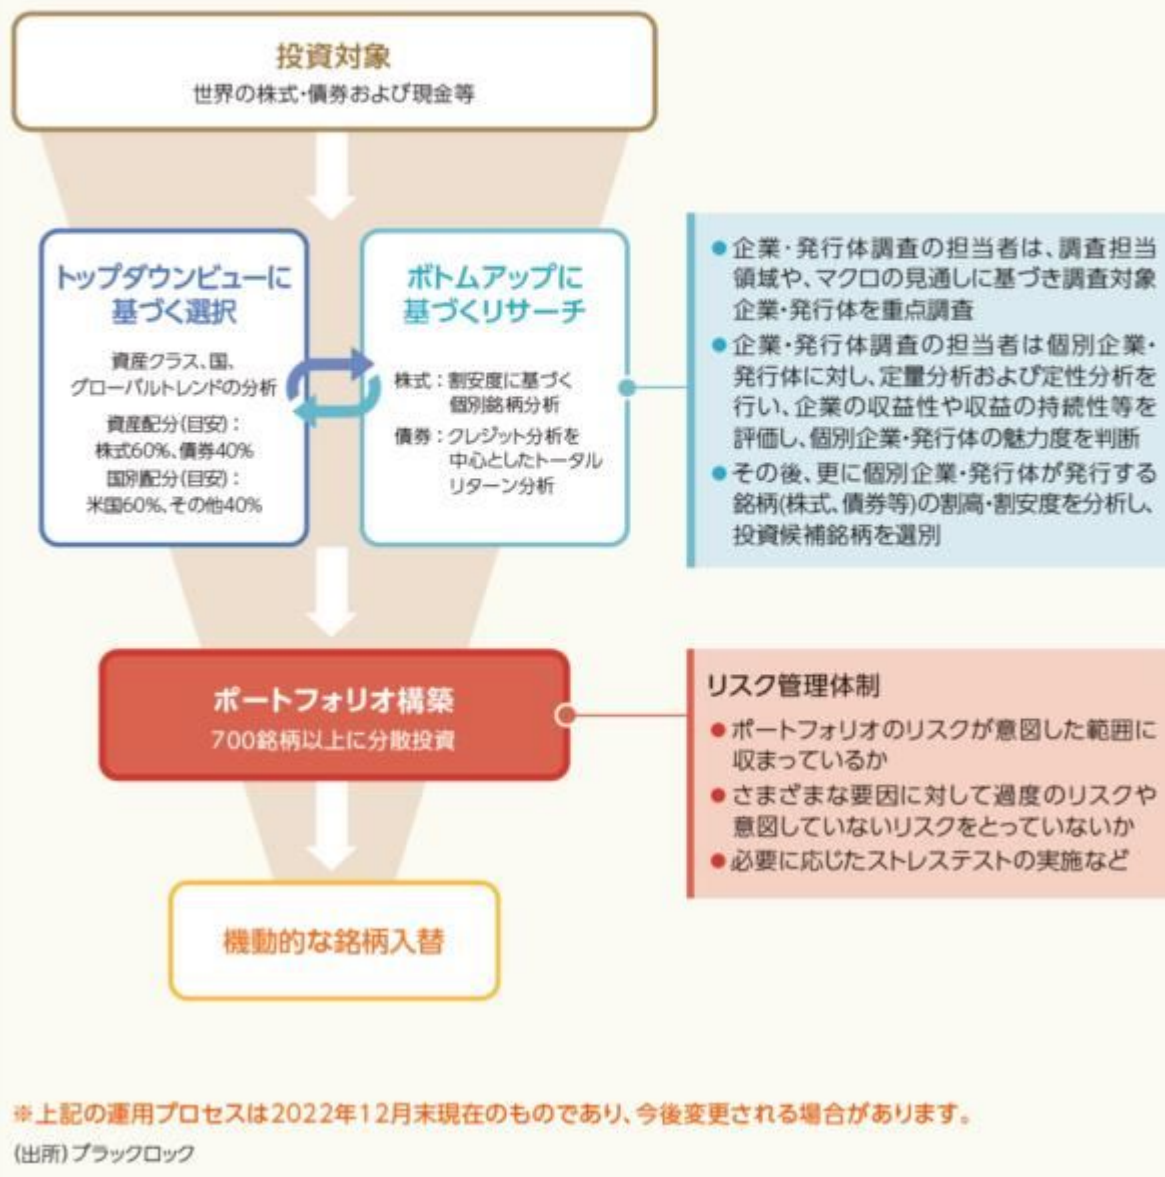 投資対象
世界の株式・債券および現金等
トップダウンビューに
基づく選択
資産クラス、国、
グローバルトレンドの分析
資産配分(目安)：
株式60%、債券40%
国別配分(目安)：
米国60%、その他40%
ボトムアップに
基づくリサーチ
株式：割安度に基づく
個別銘柄分析
債券：クレジット分析を
中心としたトータル
リターン分析
●企業・発行体調査の担当者は、調査担当
領域や、マクロの見通しに基づき調査対象
企業・発行体を重点調査
●企業・発行体調査の担当者は個別企業・
発行体に対し、定量分析および定性分析を
行い、企業の収益性や収益の持続性等を
評価し、個別企業・発行体の魅力度を判断
●その後、更に個別企業・発行体が発行する
銘柄(株式、債券等)の割高・割安度を分析し、
投資候補銘柄を選別
ポートフォリオ構築
700銘柄以上に分散投資
リスク管理体制
●ポートフォリオのリスクが意図した範囲に
収まっているか
●さまざまな要因に対して過度のリスクや
意図していないリスクをとっていないか
●必要に応じたストレステストの実施など
機動的な銘柄入替
※上記の運用プロセスは2022年12月末現在のものであり、今後変更される場合があります。
(出所)ブラックロック